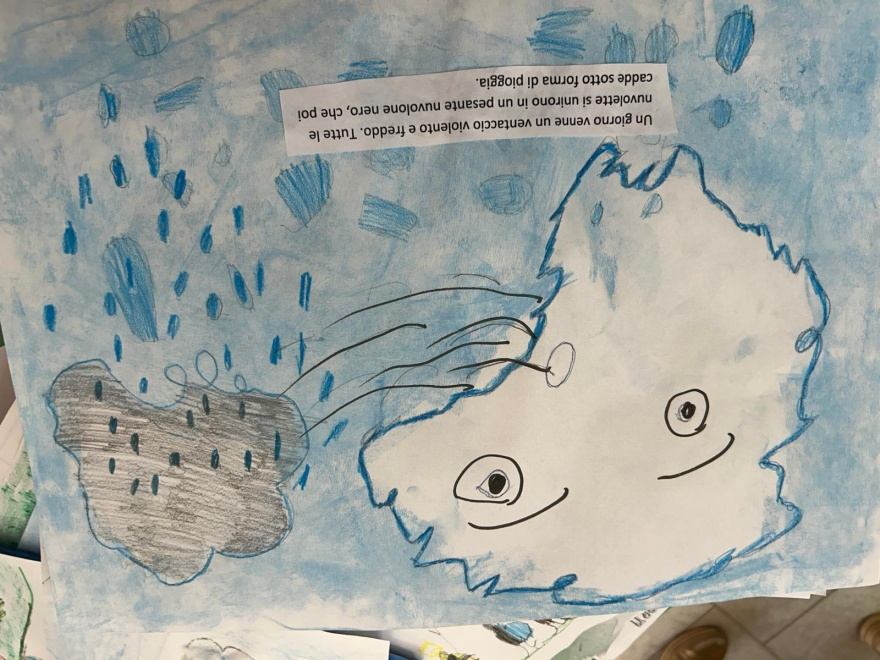 Un giorno venne un ventaccio violento e freddo. Tutte le
nuvolette si unirono in un pesante nuvolone nero, che poi
cadde sotto forma di pioggia.